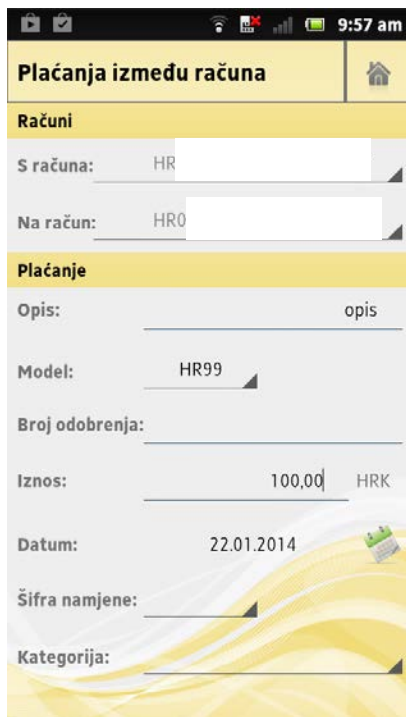 9:57 am
Plaćanja između računa
Računi
S računa: HR
Na račun: HR0
Plaćanje
Opis: opis
Model: HR99
Broj odobrenja:
Iznos: 100,00 HRK
Datum: 22.01.2014
Šifra namjene:
Kategorija: